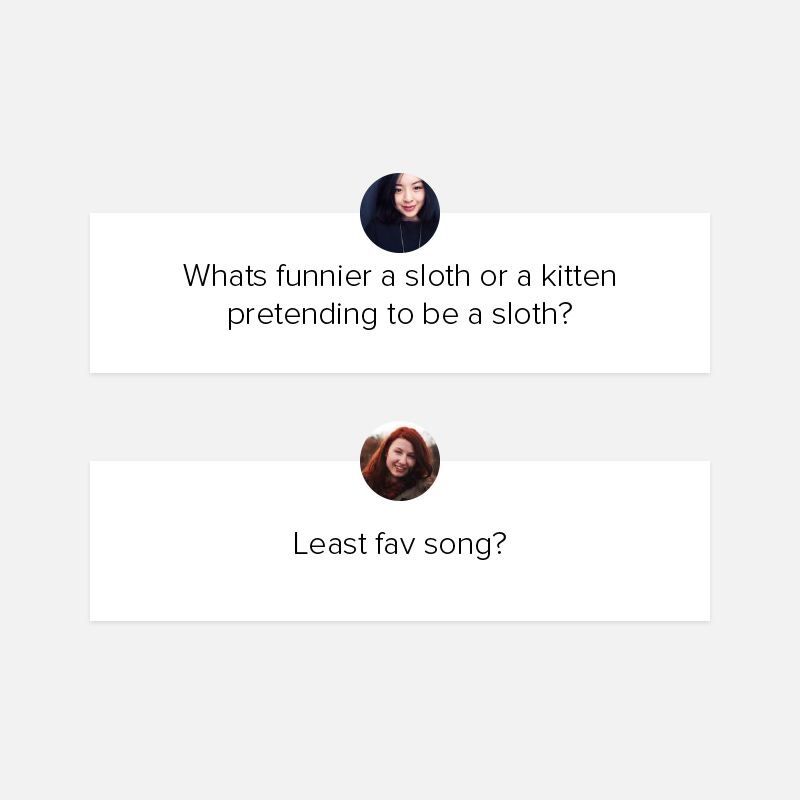 Whats funnier a sloth or a kitten
pretending to be a sloth?
Least fav song?